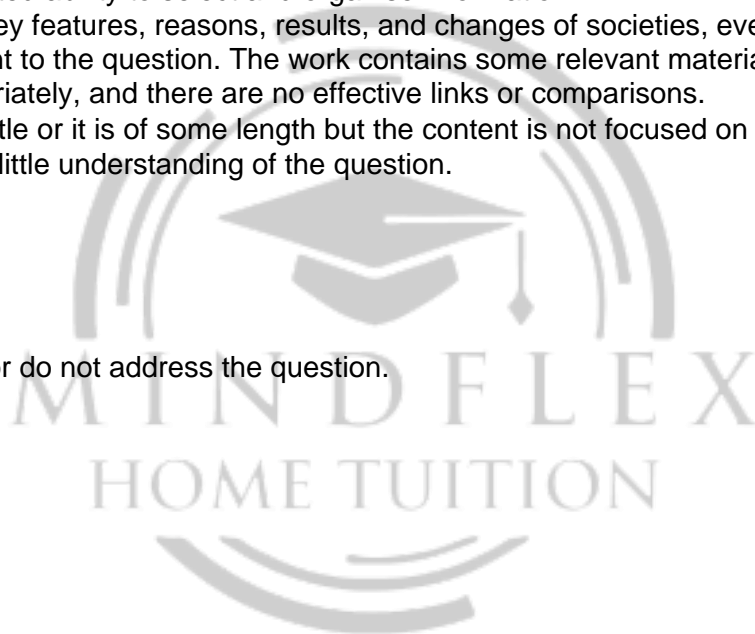 key features, reasons, results, and changes of societies, eve
nt to the question. The work contains some relevant materia
riately, and there are no effective links or comparisons.
tle or it is of some length but the content is not focused on
little understanding of the question.
or do not address the question.
MINDFLEX
HOME TUITION